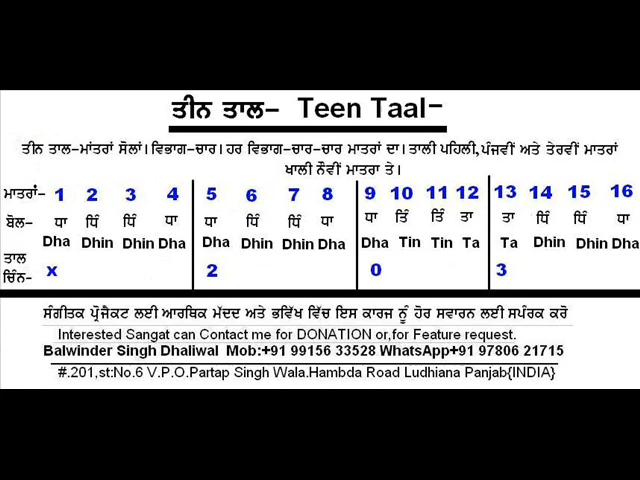 ਤੀਨ ਤਾਲ– Teen Taal–
ਤੀਨ ਤਾਲ–ਮਾਂਤਰਾਂ ਸੋਲਾਂ। ਵਿਭਾਗ–ਚਾਰ। ਹਰ ਵਿਭਾਗ–ਚਾਰ–ਚਾਰ ਮਾਤਰਾਂ ਦਾ। ਤਾਲੀ ਪਹਿਲੀ, ਪੰਜਵੀਂ ਅਤੇ ਤੇਰਵੀਂ ਮਾਤਰਾਂ
ਖਾਲੀ ਨੌਵੀਂ ਮਾਤਰਾ ਤੇ।
ਮਾਤਰਾਂ– 1 2 3 4 5 6 7 8 9 10 11 12 13 14 15 16
ਬੋਲ– ਧਾ ਧਿੰ ਧਿੰ ਧਾ ਧਾ ਧਿੰ ਧਿੰ ਧਾ ਧਾ ਤਿੰ ਤਿੰ ਤਾ ਤਾ ਧਿੰ ਧਿੰ ਧਾ
Dha Dhin Dhin Dha Dha Dhin Dhin Dha Dha Tin Tin Ta Ta Dhin Dhin Dha
ਤਾਲ
ਚਿੰਨ– x 2 0 3
ਸੰਗੀਤਕ ਪ੍ਰੋਜੈਕਟ ਲਈ ਆਰਥਿਕ ਮੱਦਦ ਅਤੇ ਭਵਿੱਖ ਵਿੱਚ ਇਸ ਕਾਰਜ ਨੂੰ ਹੋਰ ਸਵਾਰਨ ਲਈ ਸਪੰਰਕ ਕਰੋ
Interested Sangat can Contact me for DONATION or,for Feature request.
Balwinder Singh Dhaliwal Mob:+91 99156 33528 WhatsApp+91 97806 21715
#.201,st:No.6 V.P.O.Partap Singh Wala.Hambda Road Ludhiana Panjab{INDIA}